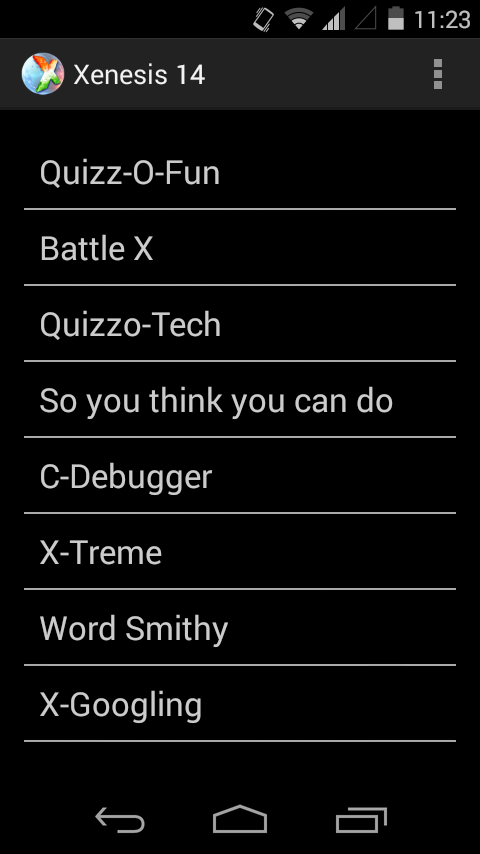 11:23
Xenesis 14
Quizz-O-Fun
Battle X
Quizzo-Tech
So you think you can do
C-Debugger
X-Treme
Word Smithy
X-Googling